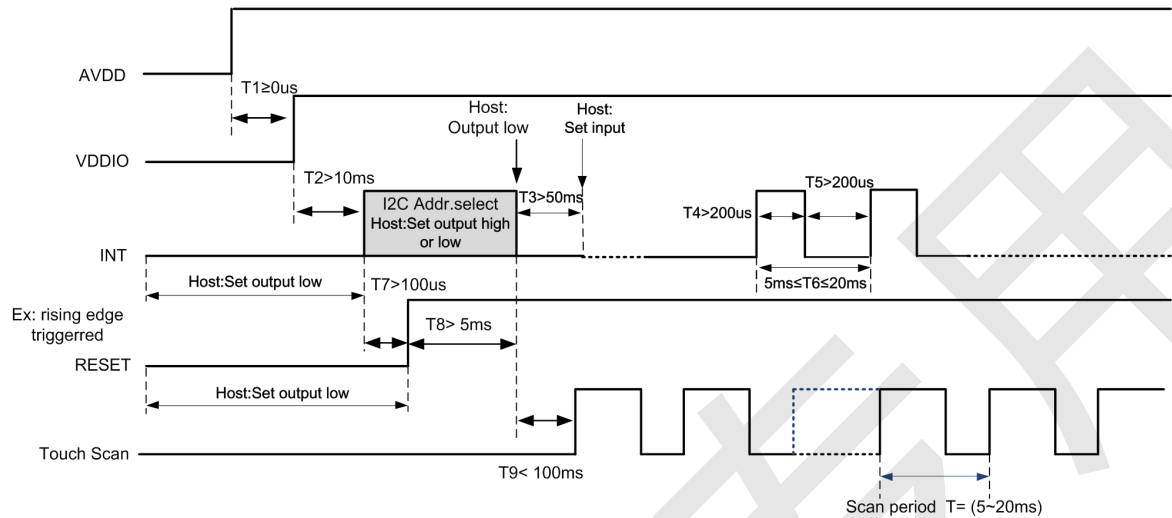 AVDD
T1≥0us
VDDIO
Host:
Output low
Host:
Set input
T2>10ms
I2C Addr.select
Host:Set output high
or low
T3>50ms
T4>200us
T5>200us
INT
Host:Set output low
5ms≤T6≤20ms
T7>100us
Ex: rising edge
triggerred
T8> 5ms
RESET
Host:Set output low
Touch Scan
T9< 100ms
Scan period T= (5~20ms)